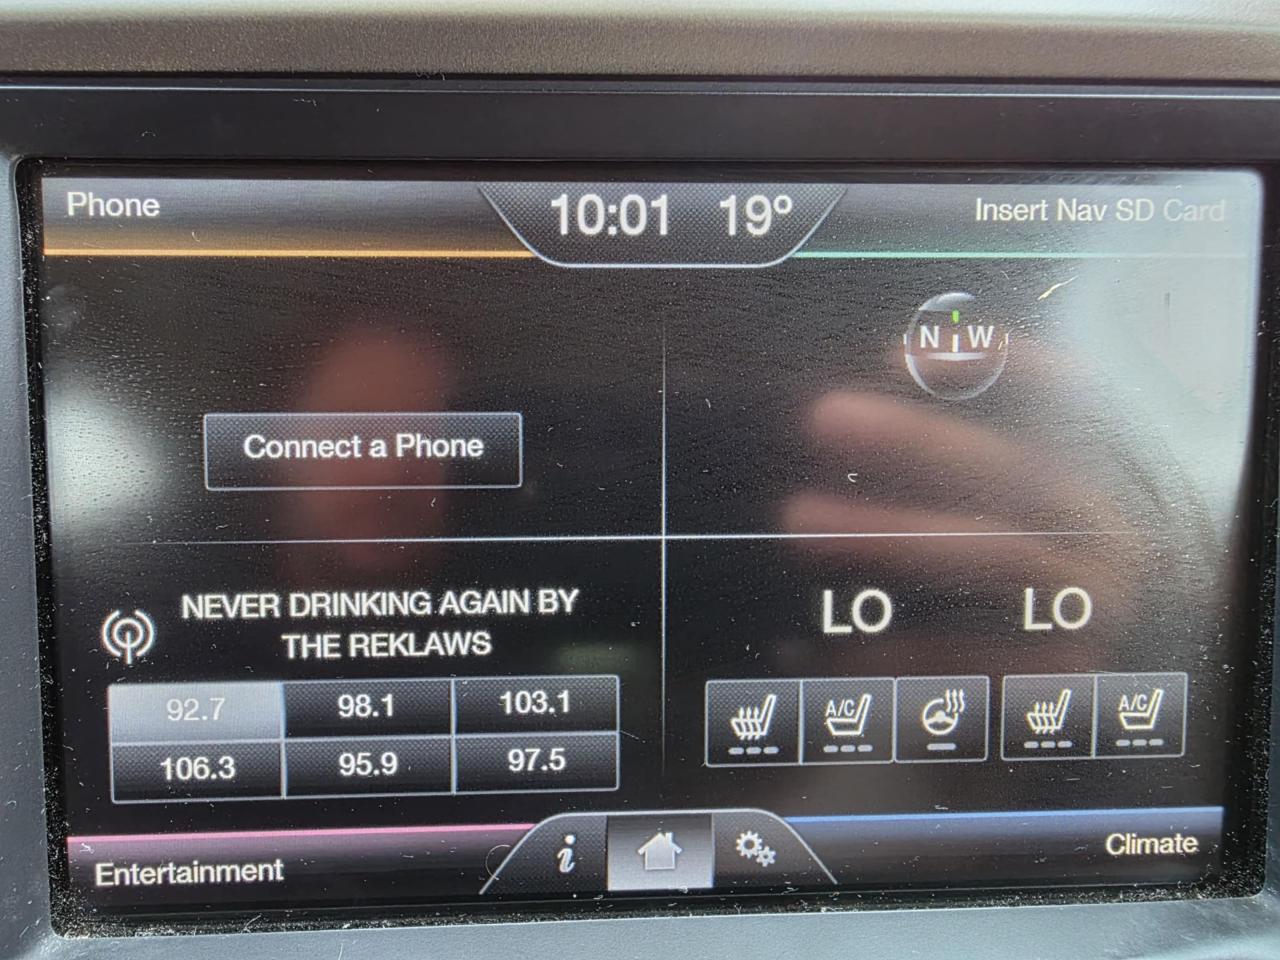 Phone
10:01 19°
Insert Nav SD Card
N W
Connect a Phone
NEVER DRINKING AGAIN BY
THE REKLAWS
92.7 98.1 103.1
106.3 95.9 97.5
LO LO
A/C A/C
i
Entertainment
Climate